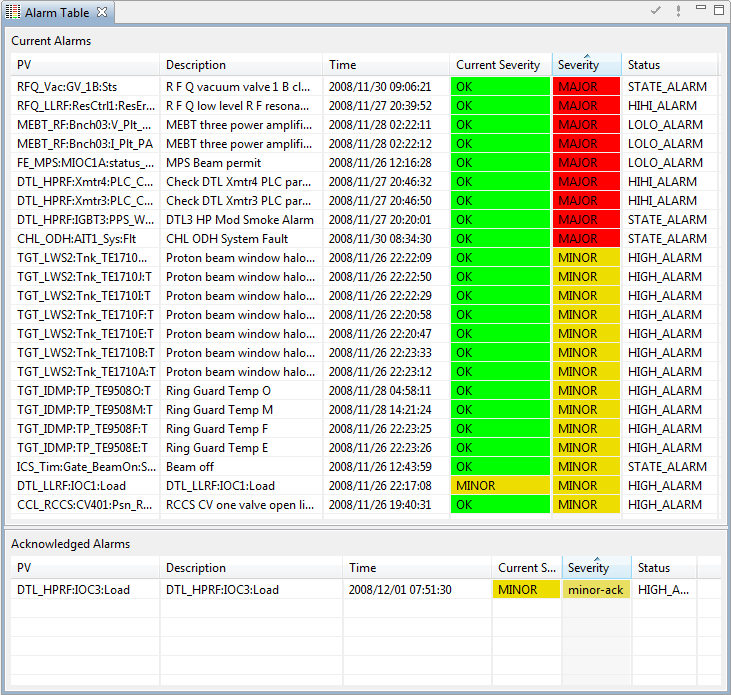 Alarm Table
Current Alarms
PV Description Time Current Severity Severity Status
RFQ_Vac:GV_1B:Sts R F Q vacuum valve 1 B cl... 2008/11/30 09:06:21 OK MAJOR STATE_ALARM
RFQ_LLRF:ResCtrl1:ResEr... R F Q low level R F resona... 2008/11/27 20:39:52 OK MAJOR HIHI_ALARM
MEBT_RF:Bnch03:V_Plt_... MEBT three power amplifi... 2008/11/28 02:22:11 OK MAJOR LOLO_ALARM
MEBT_RF:Bnch03:I_Plt_PA MEBT three power amplifi... 2008/11/28 02:22:12 OK MAJOR LOLO_ALARM
FE_MPS:MIOC1A:status_... MPS Beam permit 2008/11/26 12:16:28 OK MAJOR LOLO_ALARM
DTL_HPRF:Xmtr4:PLC_C... Check DTL Xmtr4 PLC par... 2008/11/27 20:46:32 OK MAJOR HIHI_ALARM
DTL_HPRF:Xmtr3:PLC_C... Check DTL Xmtr3 PLC par... 2008/11/27 20:46:50 OK MAJOR HIHI_ALARM
DTL_HPRF:IGBT3:PPS_W... DTL3 HP Mod Smoke Alarm 2008/11/27 20:20:01 OK MAJOR STATE_ALARM
CHL_ODH:AIT1_Sys:Flt CHL ODH System Fault 2008/11/30 08:34:30 OK MAJOR STATE_ALARM
TGT_LWS2:Tnk_TE1710... Proton beam window halo... 2008/11/26 22:22:09 OK MINOR HIGH_ALARM
TGT_LWS2:Tnk_TE1710J:T Proton beam window halo... 2008/11/26 22:22:50 OK MINOR HIGH_ALARM
TGT_LWS2:Tnk_TE1710I:T Proton beam window halo... 2008/11/26 22:22:29 OK MINOR HIGH_ALARM
TGT_LWS2:Tnk_TE1710F:T Proton beam window halo... 2008/11/26 22:20:58 OK MINOR HIGH_ALARM
TGT_LWS2:Tnk_TE1710E:T Proton beam window halo... 2008/11/26 22:20:47 OK MINOR HIGH_ALARM
TGT_LWS2:Tnk_TE1710B:T Proton beam window halo... 2008/11/26 22:23:33 OK MINOR HIGH_ALARM
TGT_LWS2:Tnk_TE1710A:T Proton beam window halo... 2008/11/26 22:23:12 OK MINOR HIGH_ALARM
TGT_IDMP:TP_TE9508O:T Ring Guard Temp O 2008/11/28 04:58:11 OK MINOR HIGH_ALARM
TGT_IDMP:TP_TE9508M:T Ring Guard Temp M 2008/11/28 14:21:24 OK MINOR HIGH_ALARM
TGT_IDMP:TP_TE9508F:T Ring Guard Temp F 2008/11/26 22:23:25 OK MINOR HIGH_ALARM
TGT_IDMP:TP_TE9508E:T Ring Guard Temp E 2008/11/26 22:23:26 OK MINOR HIGH_ALARM
ICS_Tim:Gate_BeamOn:S... Beam off 2008/11/26 12:43:59 OK MINOR STATE_ALARM
DTL_LLRF:IOC1:Load DTL_LLRF:IOC1:Load 2008/11/26 22:17:08 MINOR MINOR HIGH_ALARM
CCL_RCCS:CV401:Psn_R... RCCS CV one valve open li... 2008/11/26 19:40:31 OK MINOR HIGH_ALARM
Acknowledged Alarms
PV Description Time Current S... Severity Status
DTL_HPRF:IOC3:Load DTL_HPRF:IOC3:Load 2008/12/01 07:51:30 MINOR minor-ack HIGH_A...